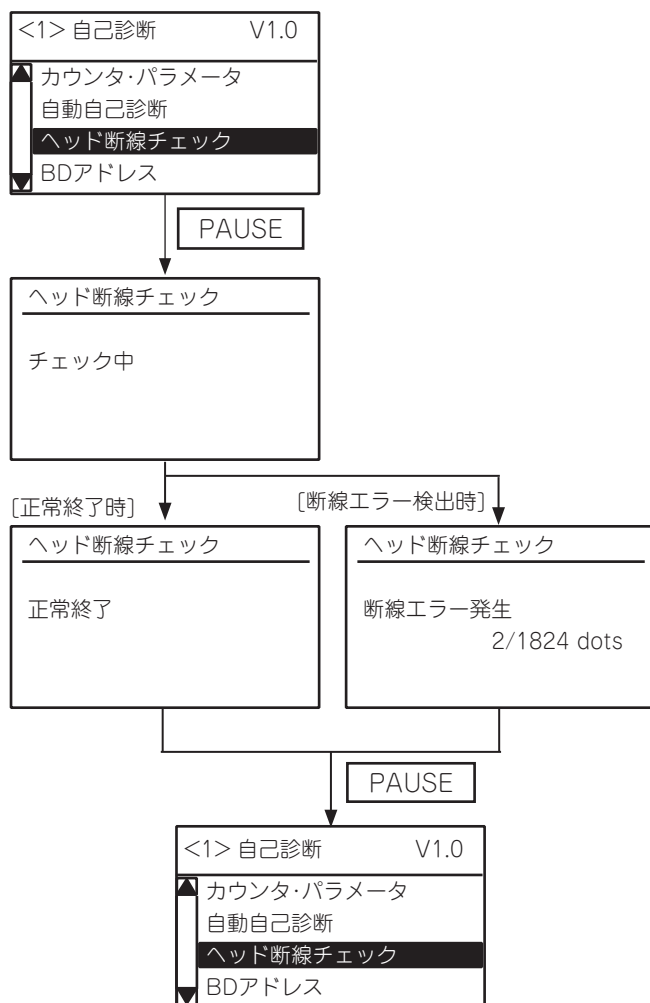 <1> 自己診断 V1.0
カウンタ・パラメータ
自動自己診断
ヘッド断線チェック
BDアドレス
PAUSE
ヘッド断線チェック
チェック中
[正常終了時]
[断線エラー検出時]
ヘッド断線チェック
正常終了
ヘッド断線チェック
断線エラー発生
2/1824 dots
PAUSE
<1> 自己診断 V1.0
カウンタ・パラメータ
自動自己診断
ヘッド断線チェック
BDアドレス